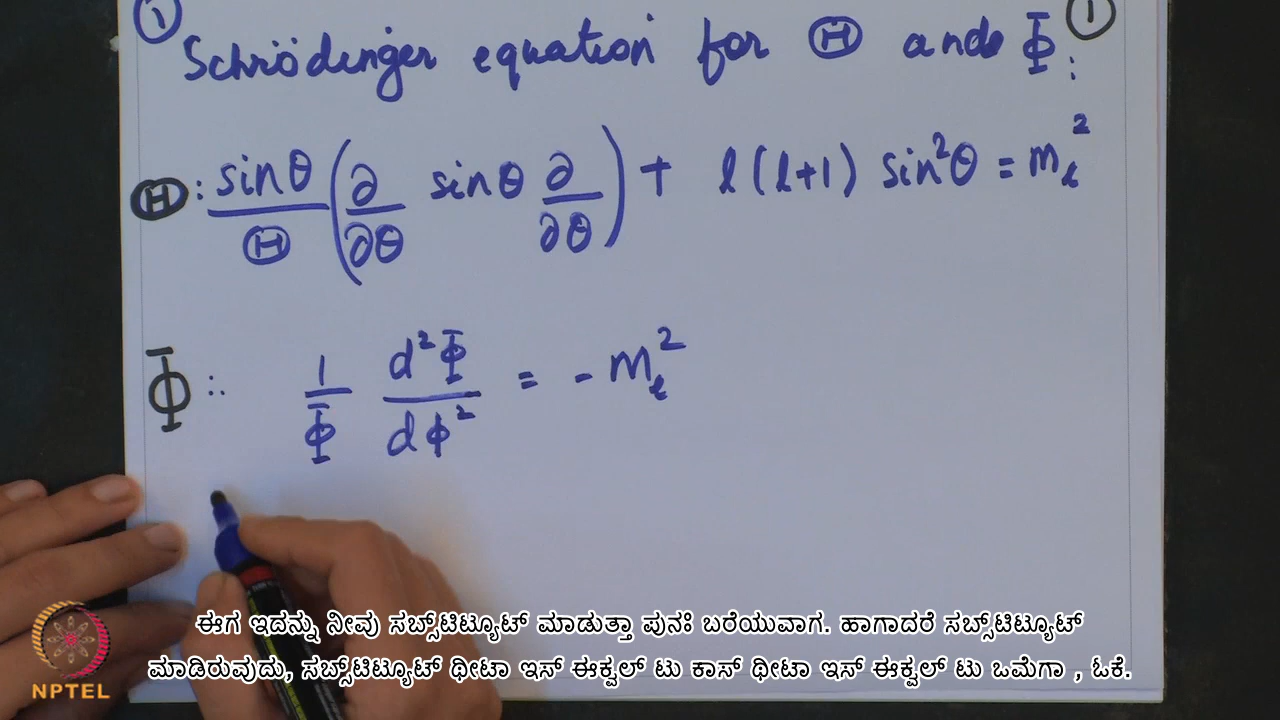 ① ①
Schrödinger equation for Ⓗ and Φ :
Ⓗ : sinθ/Ⓗ (∂/∂θ sinθ ∂/∂θ) + l(l+1) sin²θ = m_l²
Φ :. 1/Φ d²Φ/dφ² = - m_l²
ಈಗ ಇದನ್ನು ನೀವು ಸಬ್ಸ್ಟಿಟ್ಯೂಟ್ ಮಾಡುತ್ತಾ ಪುನಃ ಬರೆಯುವಾಗ. ಹಾಗಾದರೆ ಸಬ್ಸ್ಟಿಟ್ಯೂಟ್
ಮಾಡಿರುವುದು, ಸಬ್ಸ್ಟಿಟ್ಯೂಟ್ ಥೀಟಾ ಇಸ್ ಈಕ್ವಲ್ ಟು ಕಾಸ್ ಥೀಟಾ ಇಸ್ ಈಕ್ವಲ್ ಟು ಒಮೆಗಾ , ಓಕೆ.
NPTEL